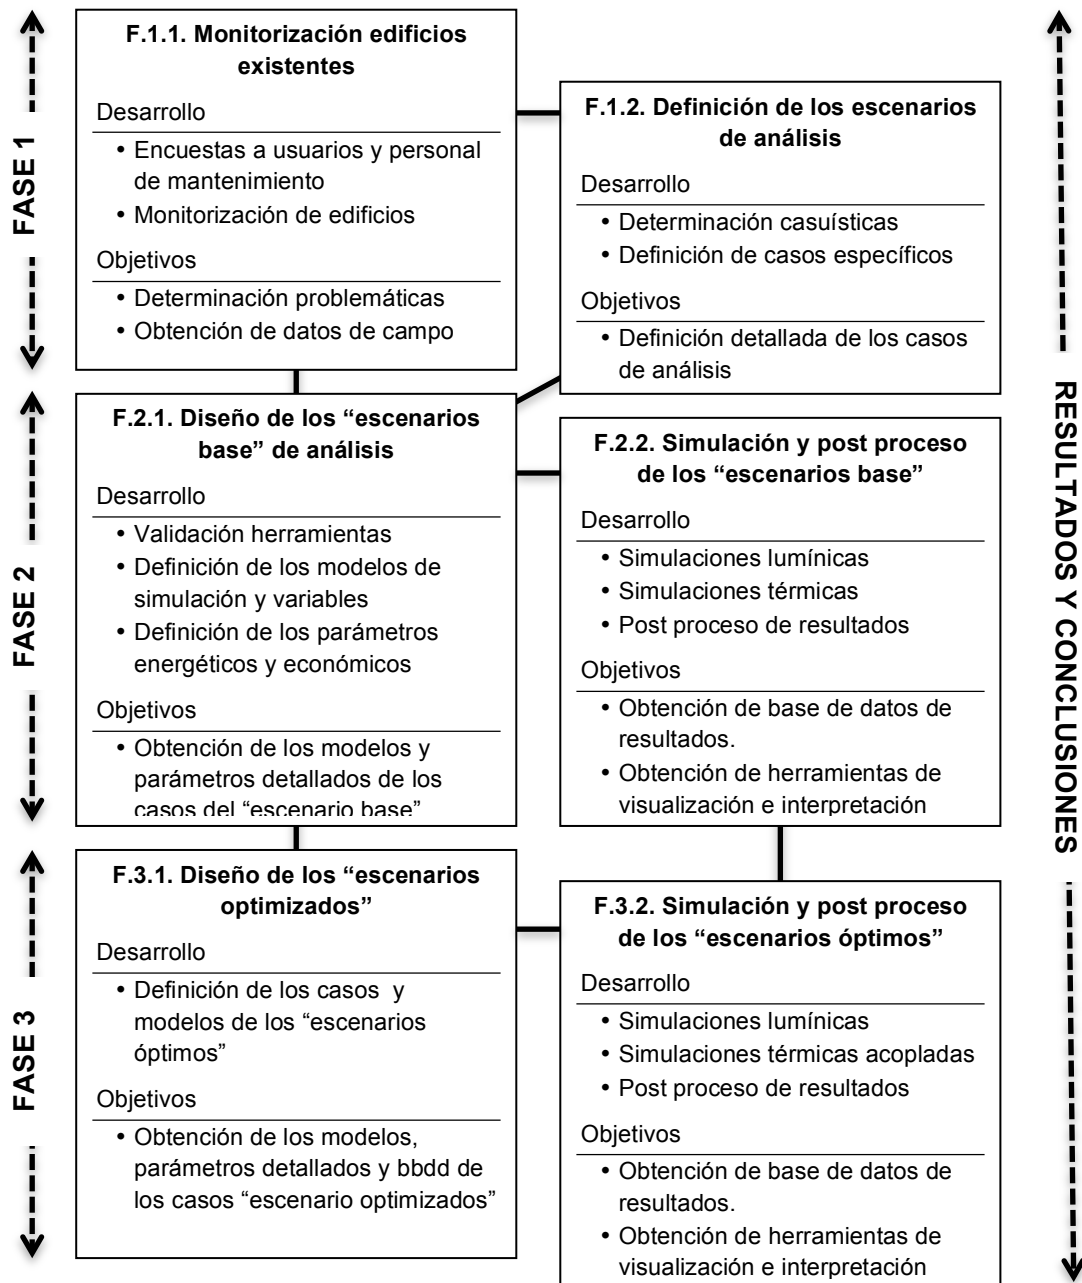 FASE 1
F.1.1. Monitorización edificios
existentes
Desarrollo
• Encuestas a usuarios y personal
de mantenimiento
• Monitorización de edificios
Objetivos
• Determinación problemáticas
• Obtención de datos de campo
F.1.2. Definición de los escenarios
de análisis
Desarrollo
• Determinación casuísticas
• Definición de casos específicos
Objetivos
• Definición detallada de los casos
de análisis
FASE 2
F.2.1. Diseño de los “escenarios
base” de análisis
Desarrollo
• Validación herramientas
• Definición de los modelos de
simulación y variables
• Definición de los parámetros
energéticos y económicos
Objetivos
• Obtención de los modelos y
parámetros detallados de los
casos del “escenario base”
F.2.2. Simulación y post proceso
de los “escenarios base”
Desarrollo
• Simulaciones lumínicas
• Simulaciones térmicas
• Post proceso de resultados
Objetivos
• Obtención de base de datos de
resultados.
• Obtención de herramientas de
visualización e interpretación
FASE 3
F.3.1. Diseño de los “escenarios
optimizados”
Desarrollo
• Definición de los casos y
modelos de los “escenarios
óptimos”
Objetivos
• Obtención de los modelos,
parámetros detallados y bbdd de
los casos “escenario optimizados”
F.3.2. Simulación y post proceso
de los “escenarios óptimos”
Desarrollo
• Simulaciones lumínicas
• Simulaciones térmicas acopladas
• Post proceso de resultados
Objetivos
• Obtención de base de datos de
resultados.
• Obtención de herramientas de
visualización e interpretación
RESULTADOS Y CONCLUSIONES